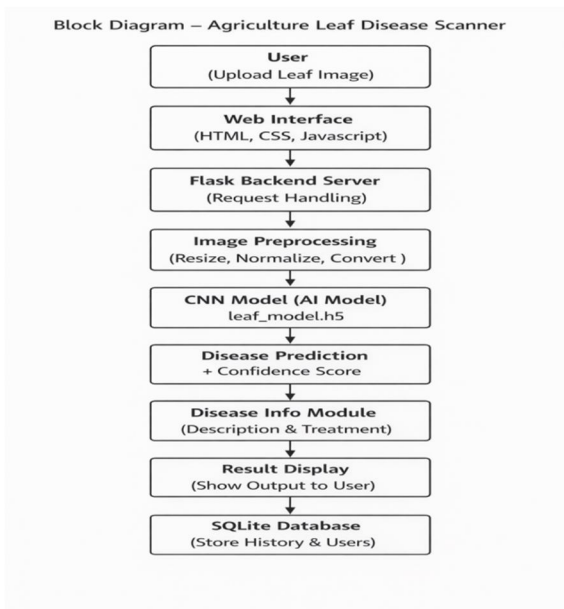 Block Diagram – Agriculture Leaf Disease Scanner
User
(Upload Leaf Image)
Web Interface
(HTML, CSS, Javascript)
Flask Backend Server
(Request Handling)
Image Preprocessing
(Resize, Normalize, Convert )
CNN Model (AI Model)
leaf_model.h5
Disease Prediction
+ Confidence Score
Disease Info Module
(Description & Treatment)
Result Display
(Show Output to User)
SQLite Database
(Store History & Users)